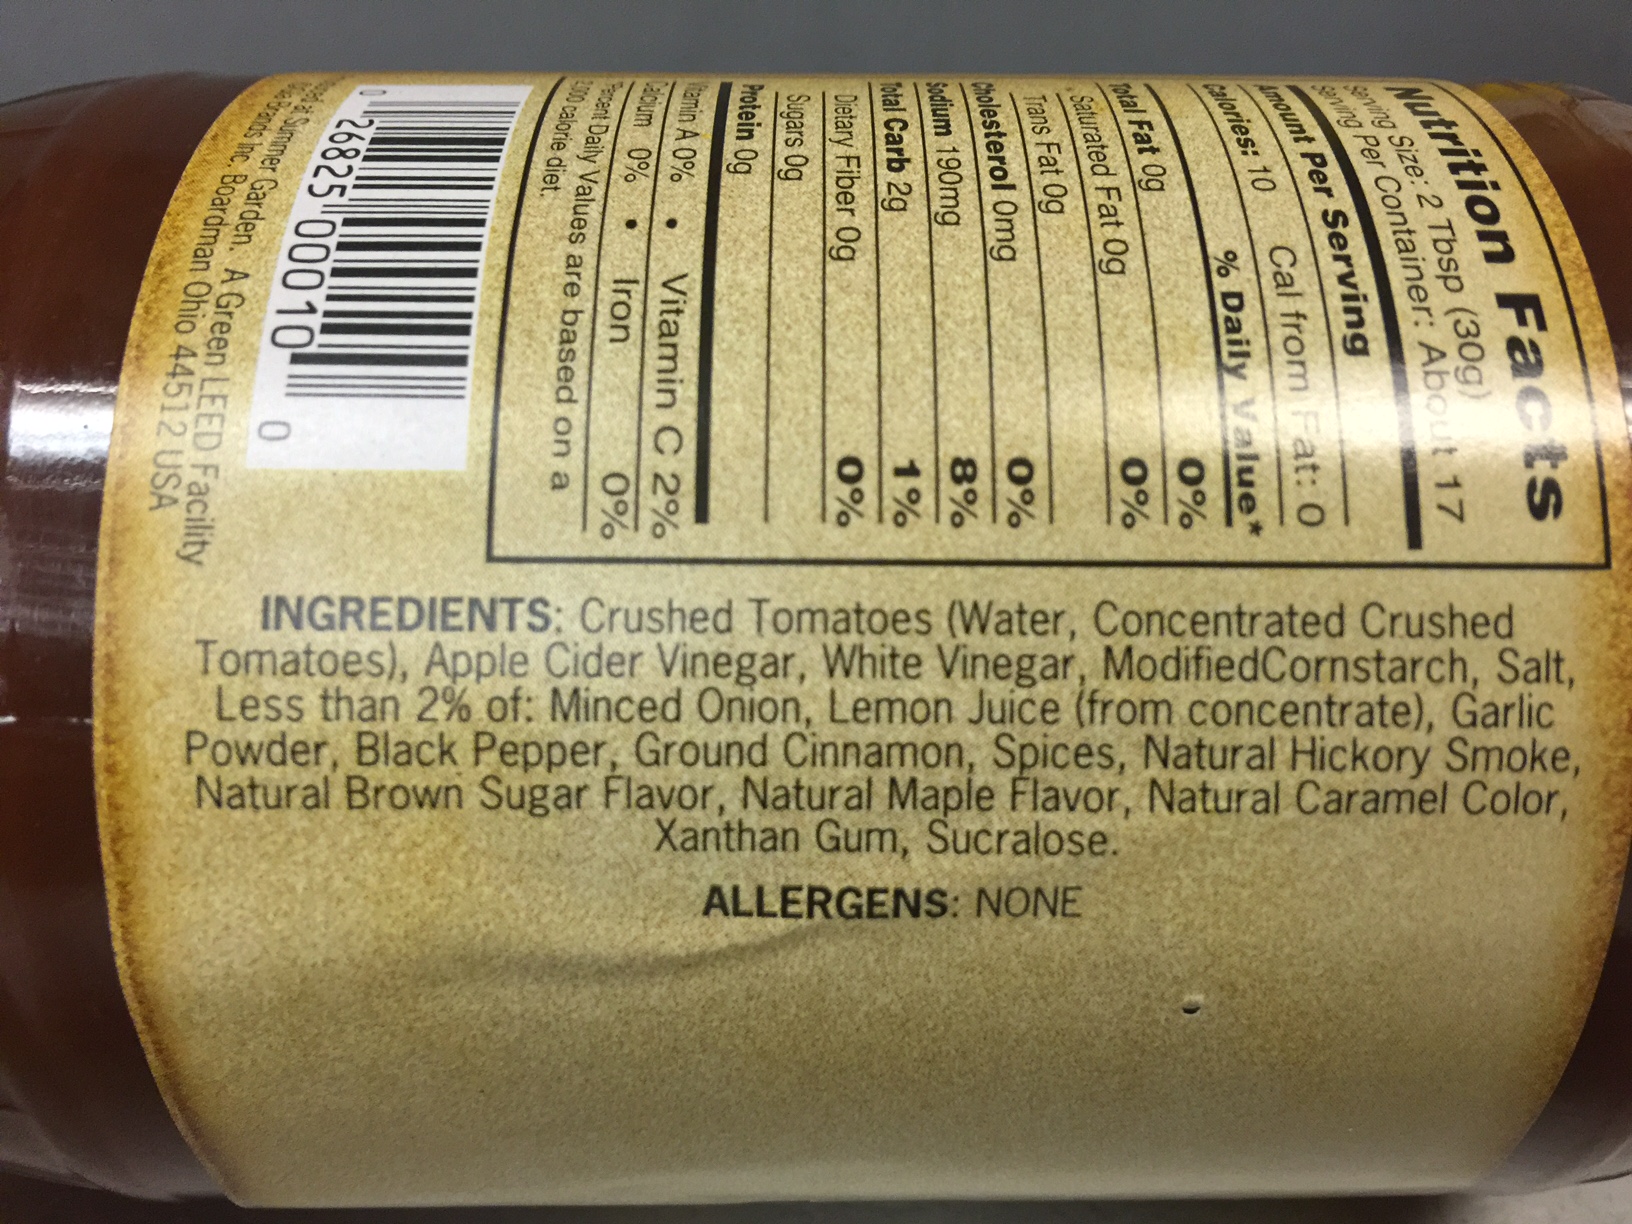 Nutrition Facts
Serving Size: 2 Tbsp (30g)
Serving Per Container: About 17
Amount Per Serving
Calories: 10 Cal from Fat: 0
% Daily Value*
Total Fat 0g 0%
Saturated Fat 0g 0%
Trans Fat 0g
Cholesterol 0mg 0%
Sodium 190mg 8%
Total Carb 2g 1%
Dietary Fiber 0g 0%
Sugars 0g
Protein 0g
Vitamin A 0% • Vitamin C 2%
Calcium 0% • Iron 0%
Percent Daily Values are based on a
calorie diet.
0 26825 00010 0
at Summer Garden. A Green LEED Facility
Brands Inc. Boardman Ohio 44512 USA
INGREDIENTS: Crushed Tomatoes (Water, Concentrated Crushed
Tomatoes), Apple Cider Vinegar, White Vinegar, ModifiedCornstarch, Salt,
Less than 2% of: Minced Onion, Lemon Juice (from concentrate), Garlic
Powder, Black Pepper, Ground Cinnamon, Spices, Natural Hickory Smoke,
Natural Brown Sugar Flavor, Natural Maple Flavor, Natural Caramel Color,
Xanthan Gum, Sucralose.
ALLERGENS: NONE